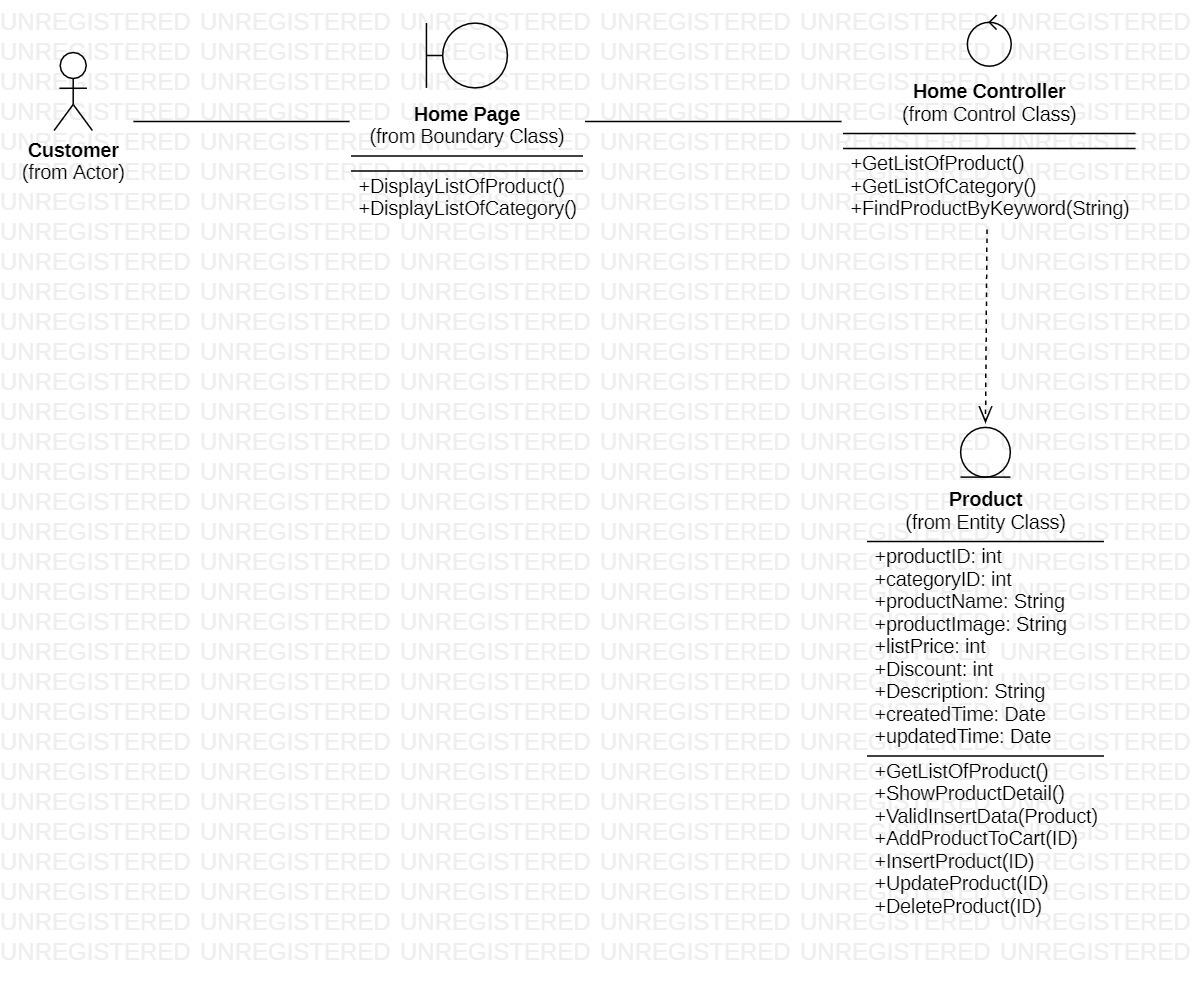 Customer
(from Actor)
Home Page
(from Boundary Class)
+DisplayListOfProduct()
+DisplayListOfCategory()
Home Controller
(from Control Class)
+GetListOfProduct()
+GetListOfCategory()
+FindProductByKeyword(String)
Product
(from Entity Class)
+productID: int
+categoryID: int
+productName: String
+productImage: String
+listPrice: int
+Discount: int
+Description: String
+createdTime: Date
+updatedTime: Date
+GetListOfProduct()
+ShowProductDetail()
+ValidInsertData(Product)
+AddProductToCart(ID)
+InsertProduct(ID)
+UpdateProduct(ID)
+DeleteProduct(ID)
UNREGISTERED